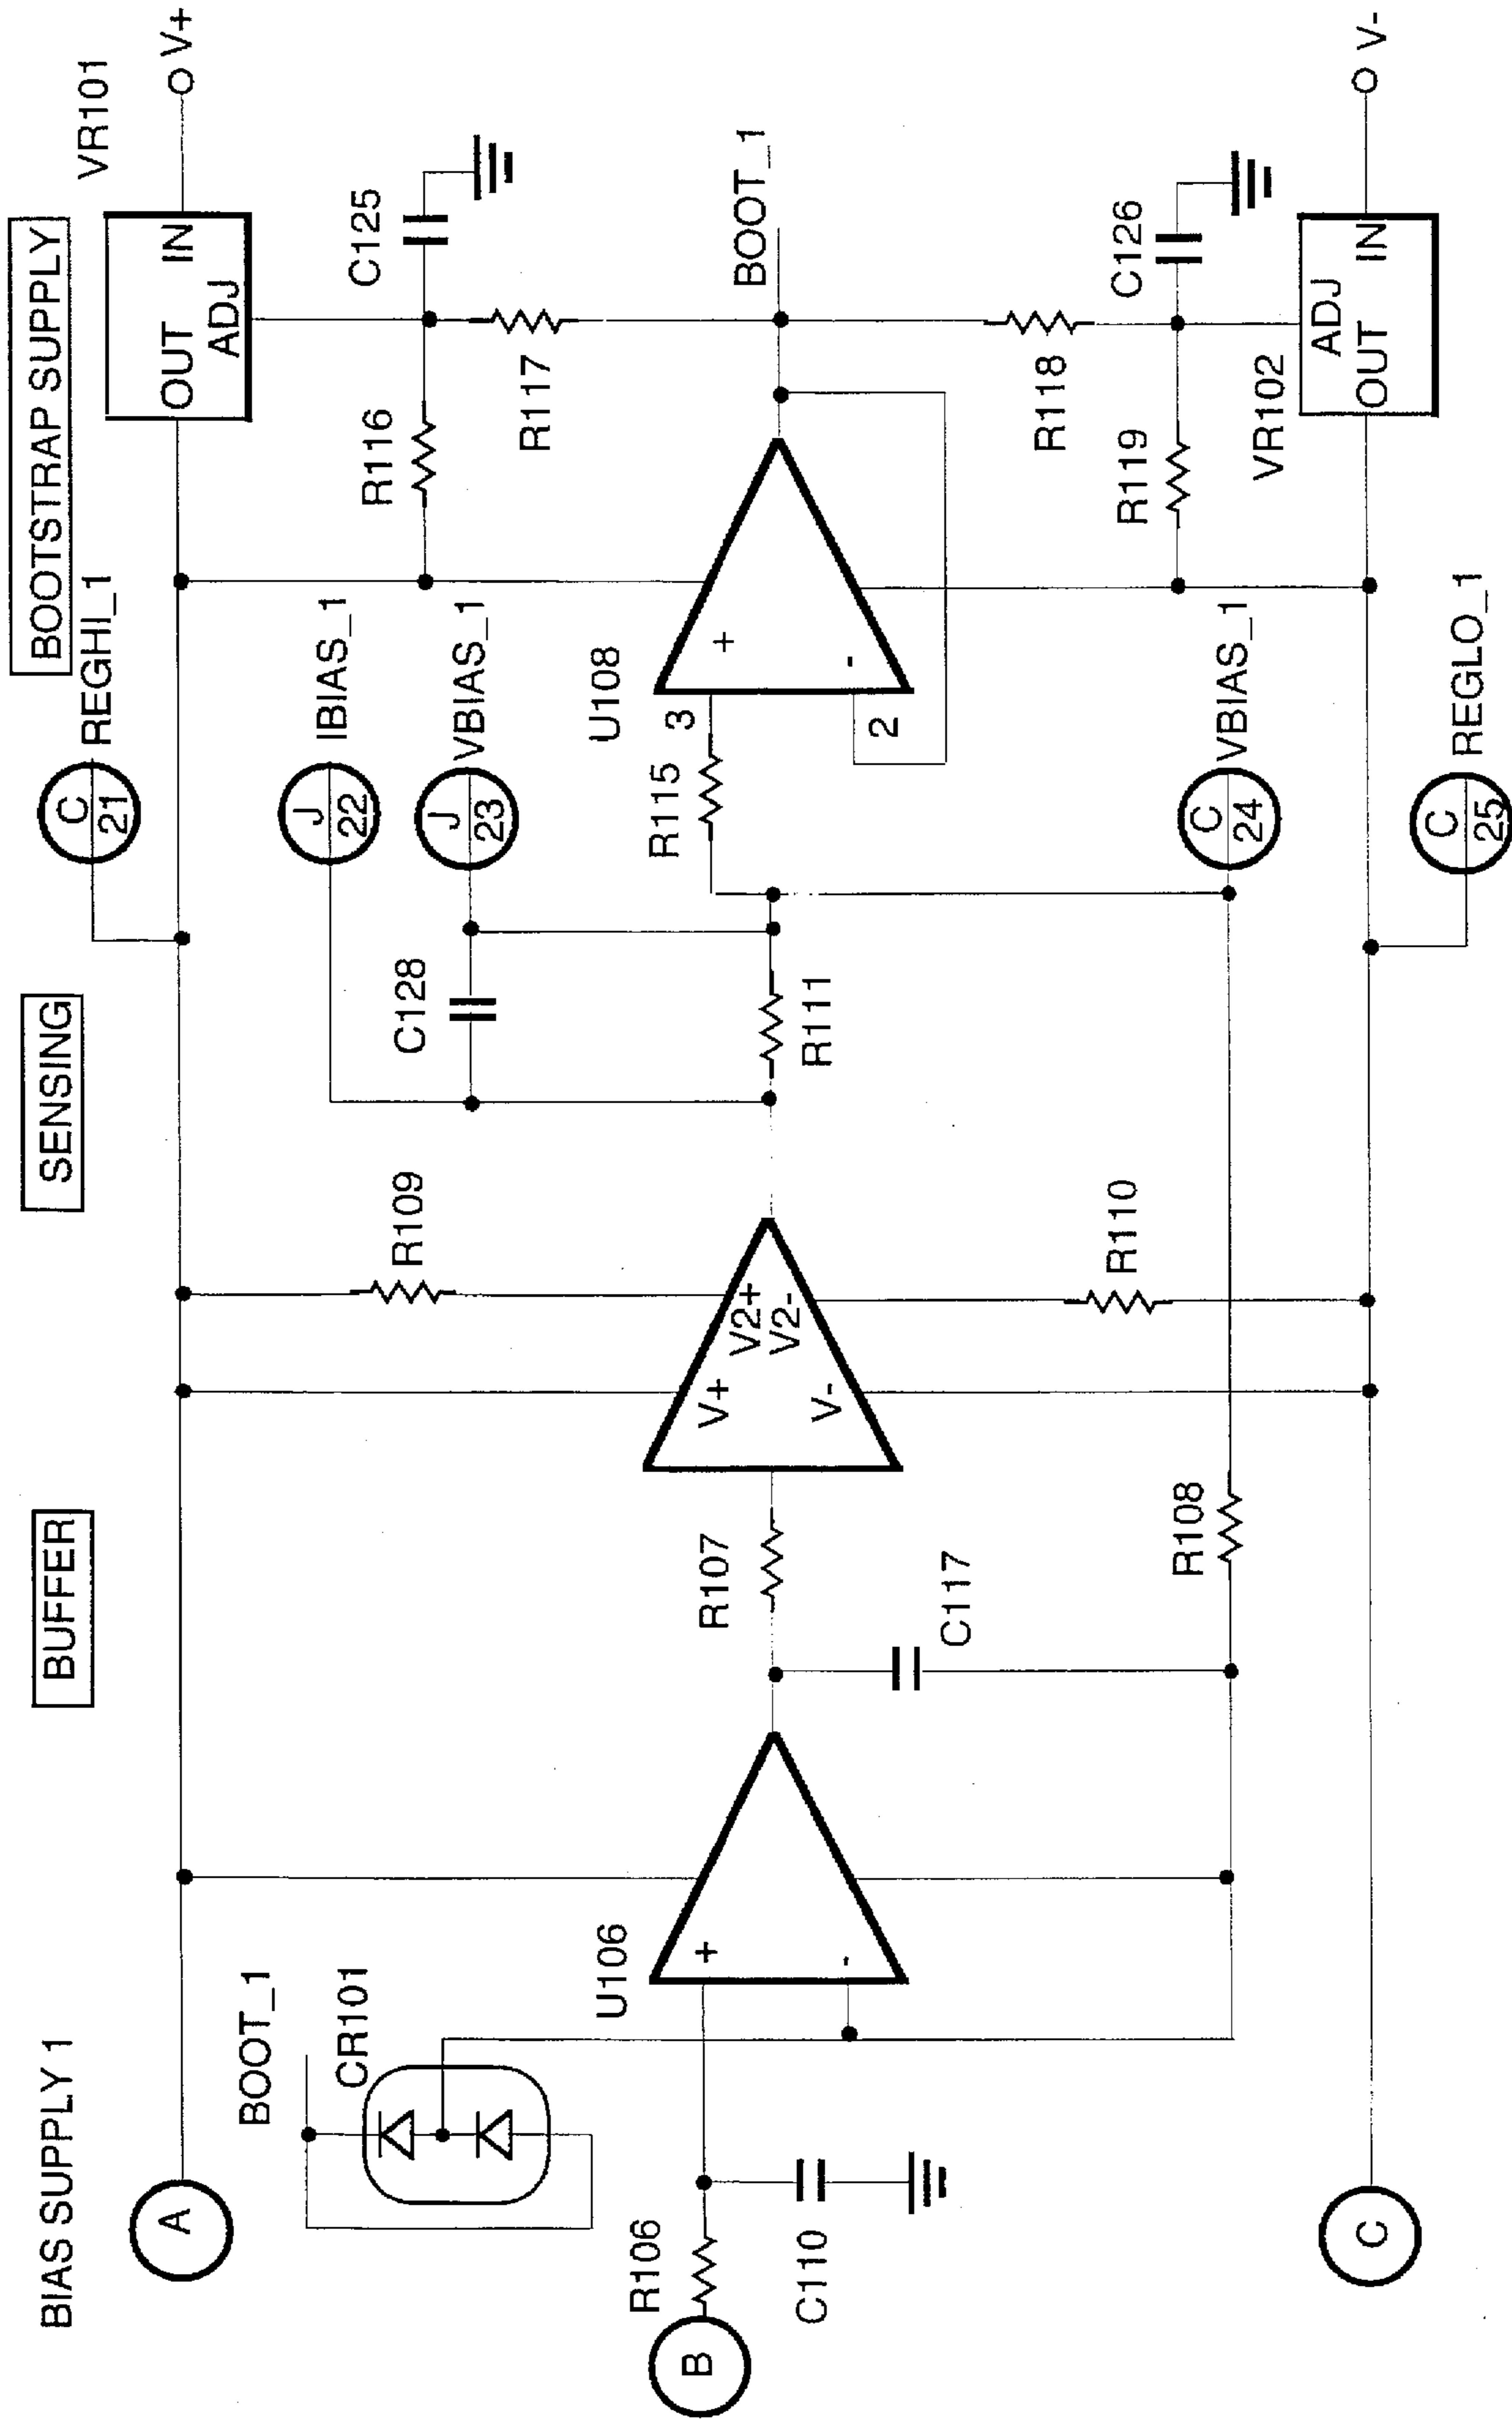 BIAS SUPPLY 1
BUFFER
SENSING
BOOTSTRAP SUPPLY
A
REGHI_1
C
21
OUT IN
ADJ
VR101
V+
BOOT_1
CR101
R109
C128
J
22
IBIAS_1
J
23
VBIAS_1
R116
R117
C125
B
R106
C110
U106
+
-
R107
C117
V+
V2+
V2-
V-
R111
R115
U108
3
+
2
-
BOOT_1
R108
R110
C
24
VBIAS_1
R118
R119
C126
C
C
25
REGLO_1
VR102
ADJ
OUT IN
V-